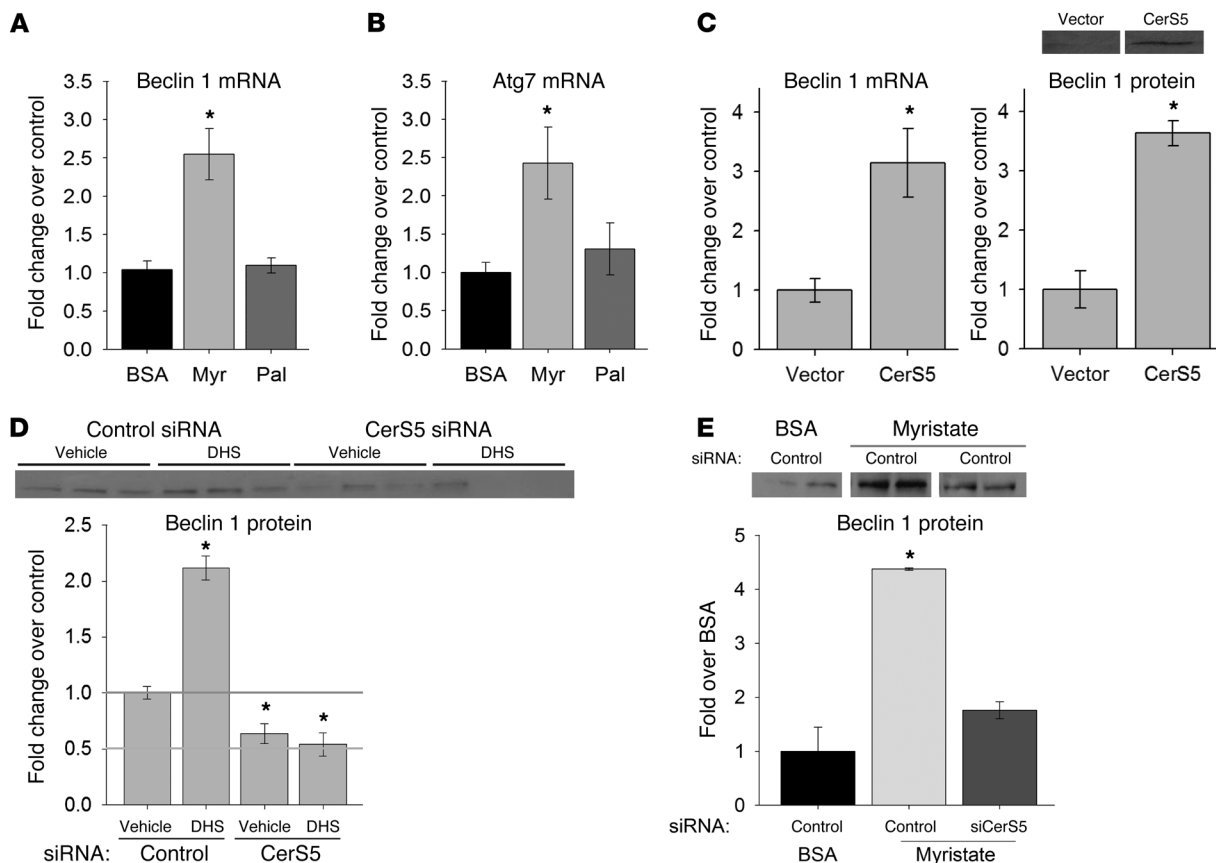 A
Beclin 1 mRNA
Fold change over control
3.5
3.0
2.5
2.0
1.5
1.0
0.5
0.0
*
BSA Myr Pal
B
Atg7 mRNA
Fold change over control
3.5
3.0
2.5
2.0
1.5
1.0
0.5
0.0
*
BSA Myr Pal
C
Vector CerS5
Beclin 1 mRNA
Fold change over control
4
3
2
1
0
*
Vector CerS5
Beclin 1 protein
Fold change over control
4
3
2
1
0
*
Vector CerS5
D
Control siRNA CerS5 siRNA
Vehicle DHS Vehicle DHS
Beclin 1 protein
Fold change over control
2.5
2.0
1.5
1.0
0.5
0.0
*
* *
Vehicle DHS Vehicle DHS
siRNA: Control CerS5
E
BSA Myristate
siRNA: Control Control Control
Beclin 1 protein
Fold over BSA
5
4
2
1
0
*
siRNA: Control Control siCerS5
BSA Myristate